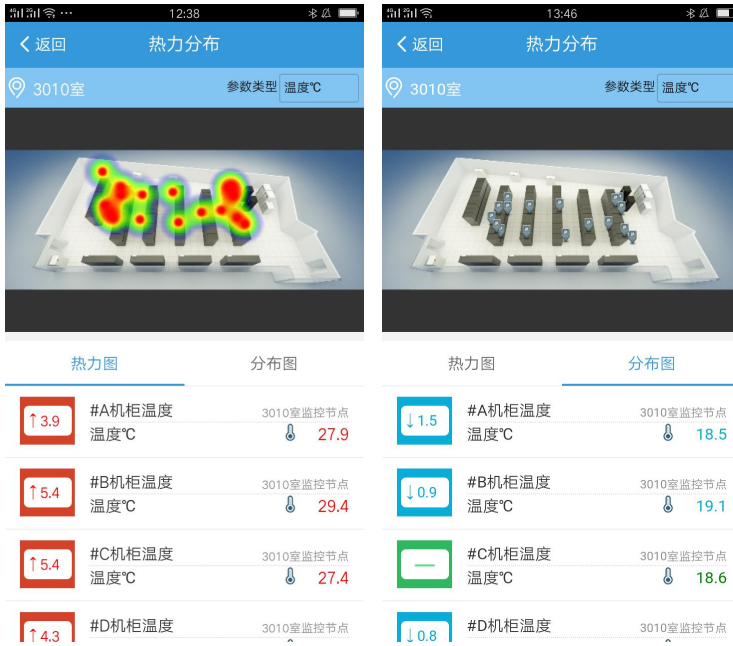 12:38
返回
热力分布
3010室
参数类型
温度℃
热力图
分布图
↑3.9
#A机柜温度
3010室监控节点
温度℃
27.9
↑5.4
#B机柜温度
3010室监控节点
温度℃
29.4
↑5.4
#C机柜温度
3010室监控节点
温度℃
27.4
↑4.3
#D机柜温度
3010室监控节点
13:46
返回
热力分布
3010室
参数类型
温度℃
热力图
分布图
↓1.5
#A机柜温度
3010室监控节点
温度℃
18.5
↓0.9
#B机柜温度
3010室监控节点
温度℃
19.1
—
#C机柜温度
3010室监控节点
温度℃
18.6
↓0.8
#D机柜温度
3010室监控节点